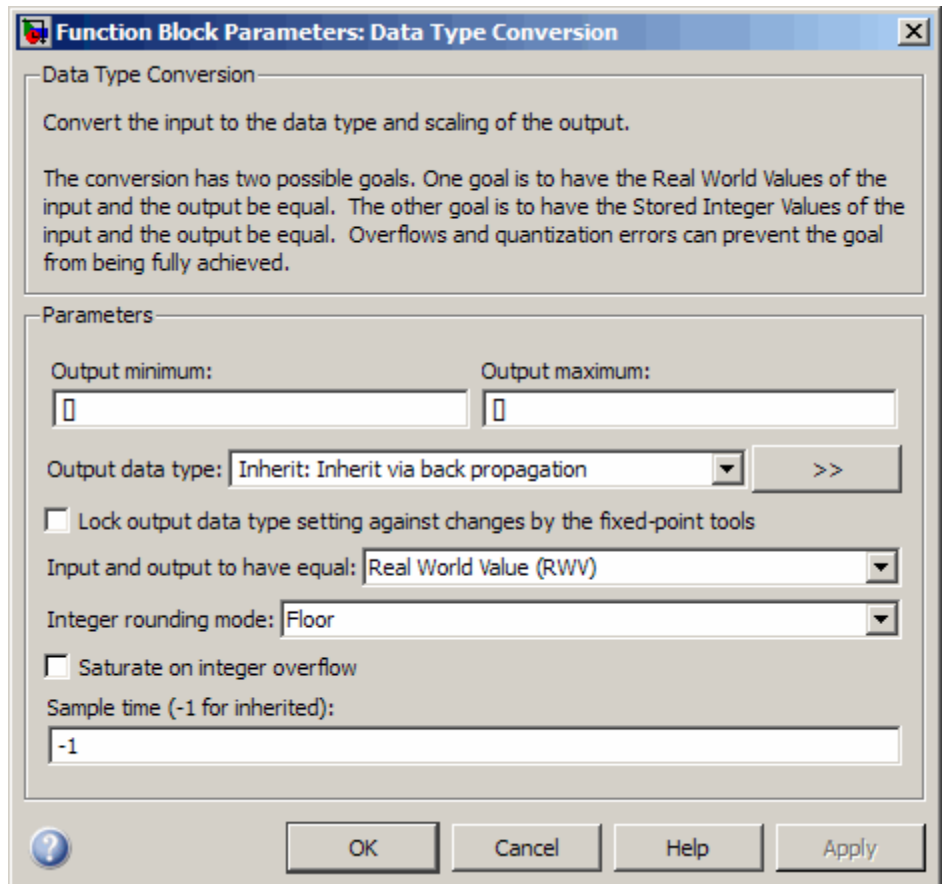 Function Block Parameters: Data Type Conversion
Data Type Conversion
Convert the input to the data type and scaling of the output.
The conversion has two possible goals. One goal is to have the Real World Values of the
input and the output be equal.  The other goal is to have the Stored Integer Values of the
input and the output be equal.  Overflows and quantization errors can prevent the goal
from being fully achieved.
Parameters
Output minimum:
Output maximum:
[]
[]
Output data type: Inherit: Inherit via back propagation
>>
Lock output data type setting against changes by the fixed-point tools
Input and output to have equal: Real World Value (RWV)
Integer rounding mode: Floor
Saturate on integer overflow
Sample time (-1 for inherited):
-1
?
OK
Cancel
Help
Apply